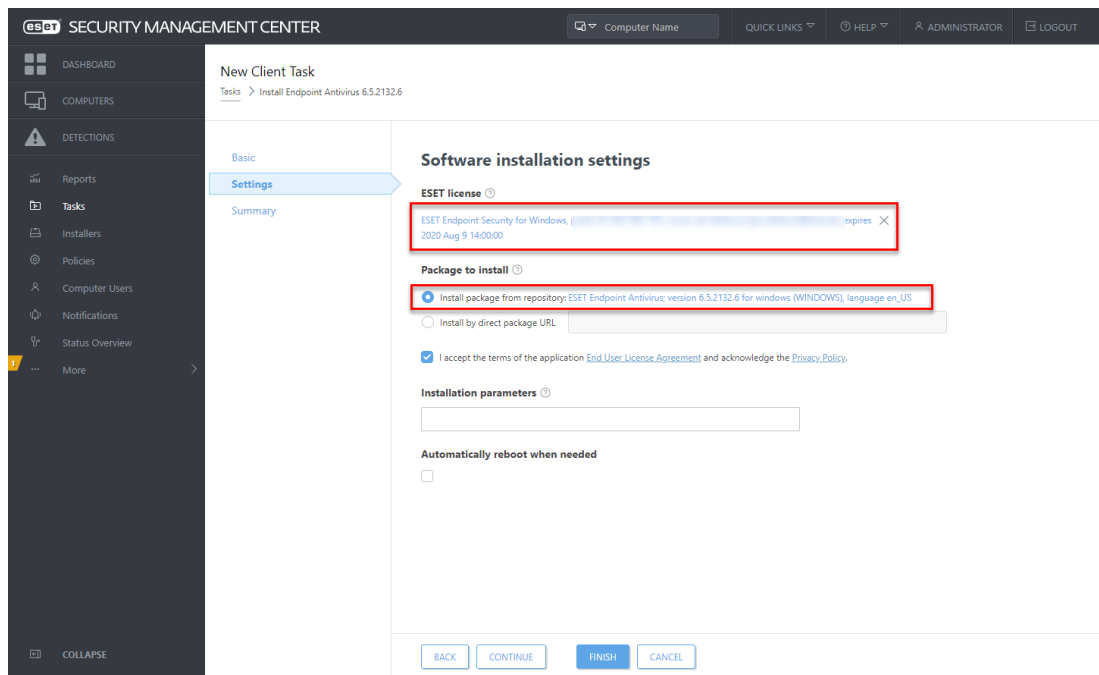 eset SECURITY MANAGEMENT CENTER
Computer Name
QUICK LINKS
HELP
ADMINISTRATOR
LOGOUT
DASHBOARD
COMPUTERS
DETECTIONS
Reports
Tasks
Installers
Policies
Computer Users
Notifications
Status Overview
More
COLLAPSE
New Client Task
Tasks > Install Endpoint Antivirus 6.5.2132.6
Basic
Settings
Summary
Software installation settings
ESET license
ESET Endpoint Security for Windows, expires
2020 Aug 9 14:00:00
Package to install
Install package from repository: ESET Endpoint Antivirus; version 6.5.2132.6 for windows (WINDOWS), language en_US
Install by direct package URL
I accept the terms of the application End User License Agreement and acknowledge the Privacy Policy.
Installation parameters
Automatically reboot when needed
BACK
CONTINUE
FINISH
CANCEL